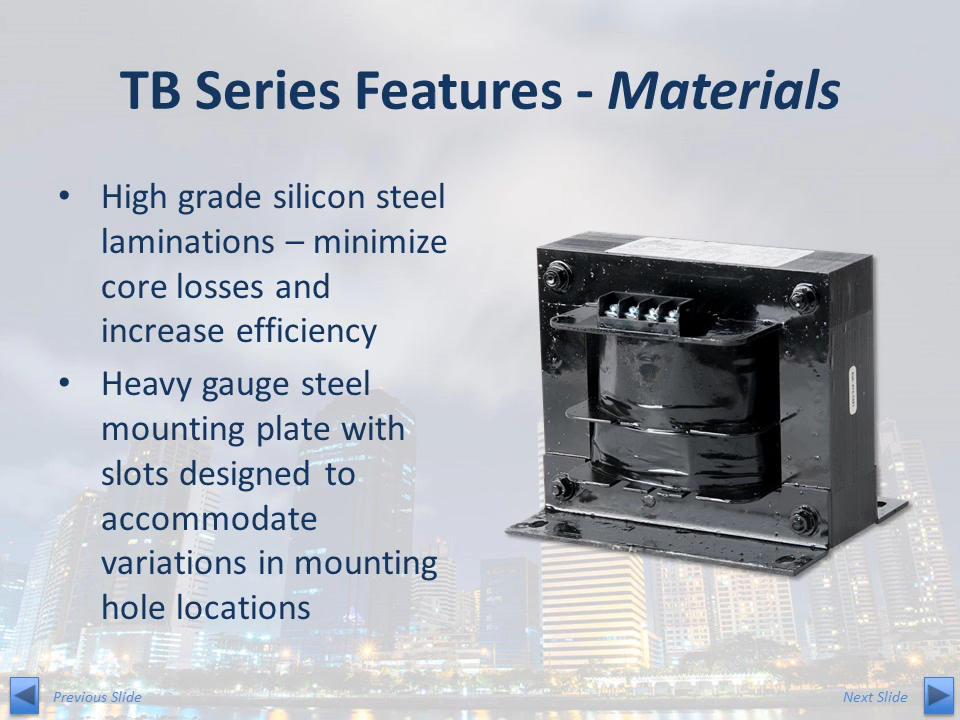 TB Series Features - Materials
• High grade silicon steel
laminations – minimize
core losses and
increase efficiency
• Heavy gauge steel
mounting plate with
slots designed to
accommodate
variations in mounting
hole locations
Previous Slide
Next Slide